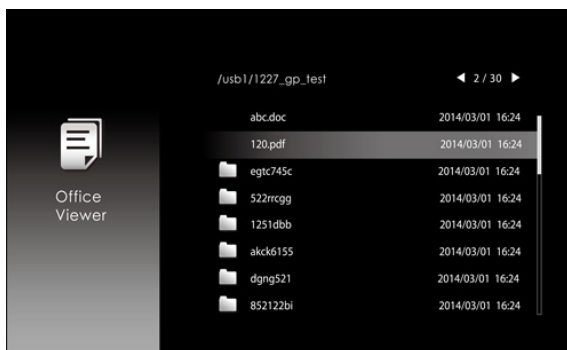 /usb1/1227_gp_test ◀ 2 / 30 ▶
abc.doc 2014/03/01 16:24
120.pdf 2014/03/01 16:24
egtc745c 2014/03/01 16:24
522rrcgg 2014/03/01 16:24
1251dbb 2014/03/01 16:24
akck6155 2014/03/01 16:24
dgng521 2014/03/01 16:24
852122bi 2014/03/01 16:24
Office
Viewer